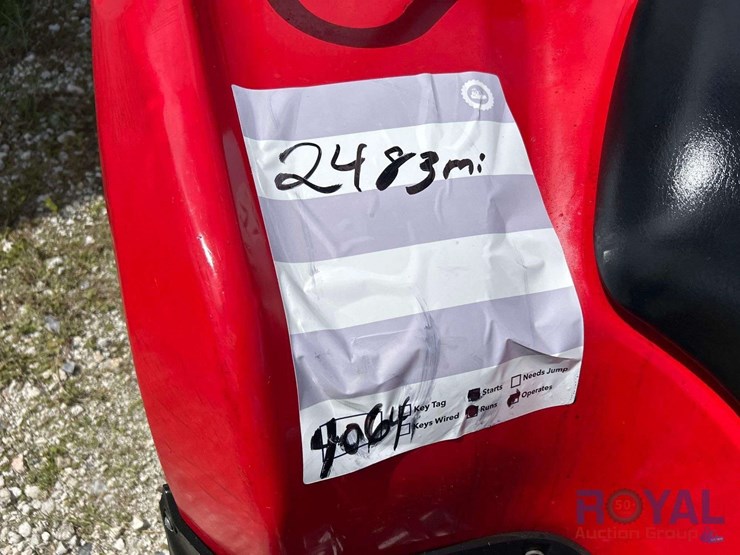 2483mi
Key Tag Starts Needs Jump
Keys Wired Runs Operates
4064
ROYAL
Auction Group